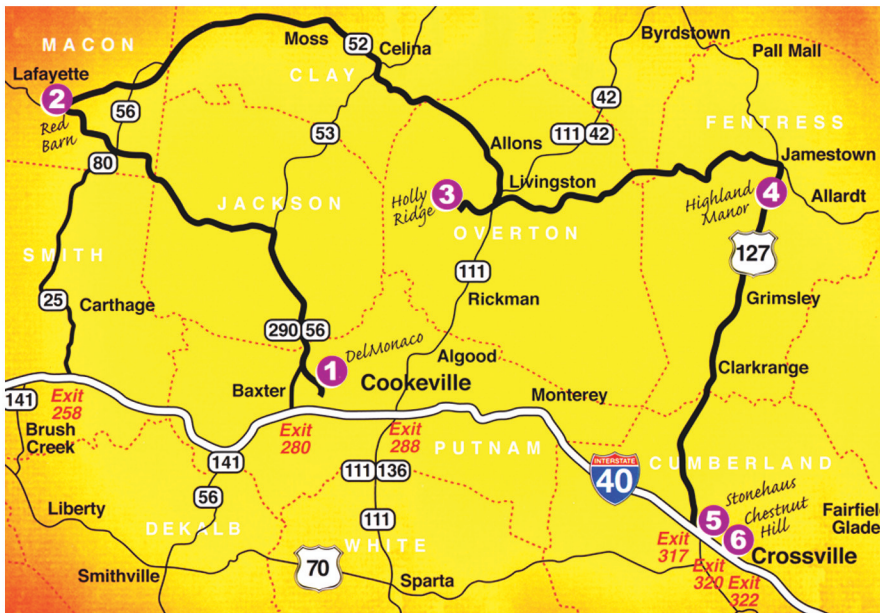 MACON
Moss
52
Celina
Byrdstown
Pall Mall
Lafayette
CLAY
2
56
42
Red
Barn
53
111
42
FENTRESS
80
Allons
Jamestown
Livingston
3
Holly
Ridge
4
Highland
Manor
Allardt
JACKSON
OVERTON
SMITH
127
111
25
Carthage
Rickman
Grimsley
290
56
DelMonaco
1
Algood
Clarkrange
Cookeville
Baxter
Monterey
141
Exit
258
Brush
Creek
Exit
280
Exit
288
PUTNAM
141
111
136
INTERSTATE
40
CUMBERLAND
56
Stonehaus
Chestnut
Hill
5
6
Liberty
111
Fairfield
Glade
DEKALB
WHITE
Exit
317
Crossville
Smithville
70
Sparta
Exit
320
Exit
322